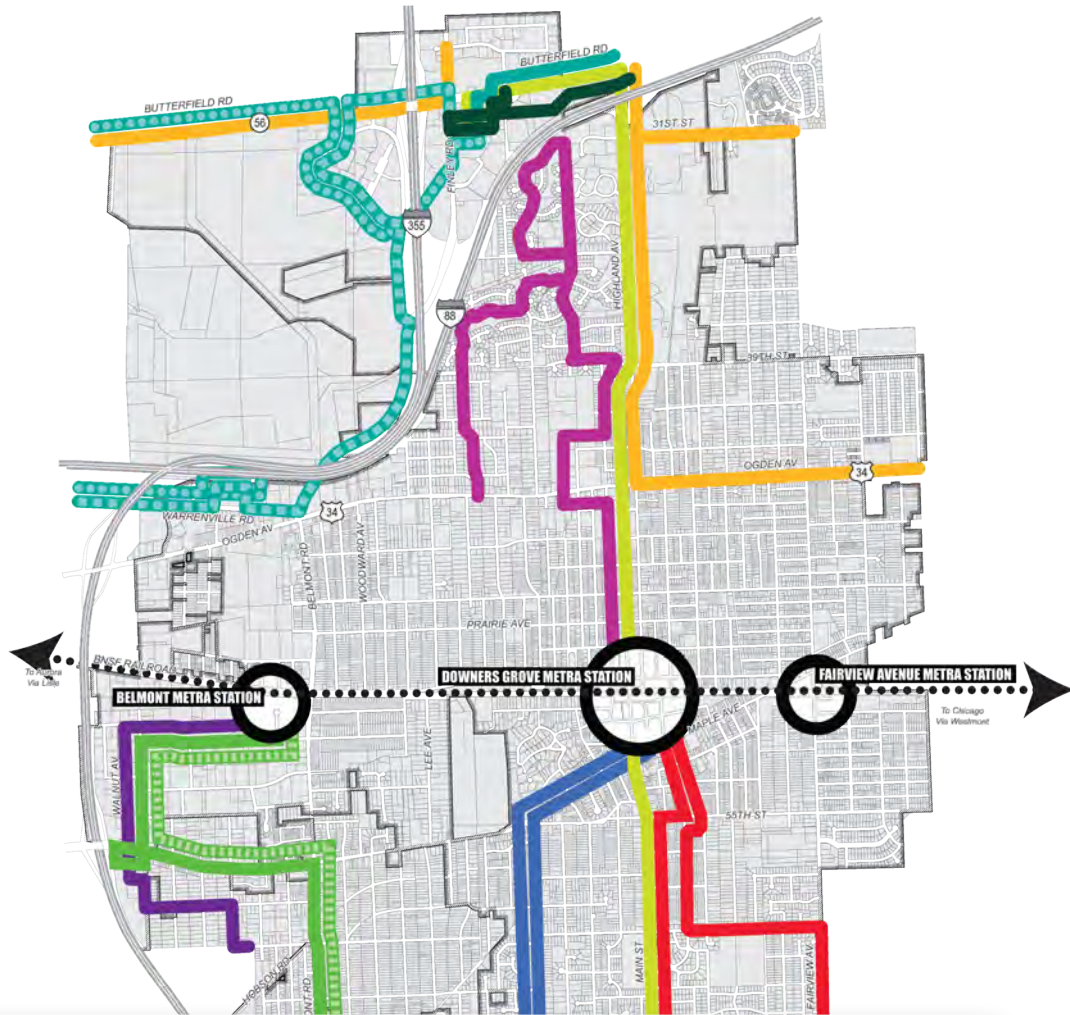 BUTTERFIELD RD
BUTTERFIELD RD
56
31ST ST
FINLEY RD
355
HIGHLAND AV
88
39TH ST
OGDEN AV
34
WARRENVILLE RD
34
OGDEN AV
BELMONT RD
WOODWARD AV
PRAIRIE AVE
BNSF RAILROAD
To Aurora
Via Lisle
BELMONT METRA STATION
DOWNERS GROVE METRA STATION
FAIRVIEW AVENUE METRA STATION
To Chicago
Via Westmont
MAPLE AVE
LEE AVE
WALNUT AV
55TH ST
HOBSON RD
ONT RD
MAIN ST
FAIRVIEW AV